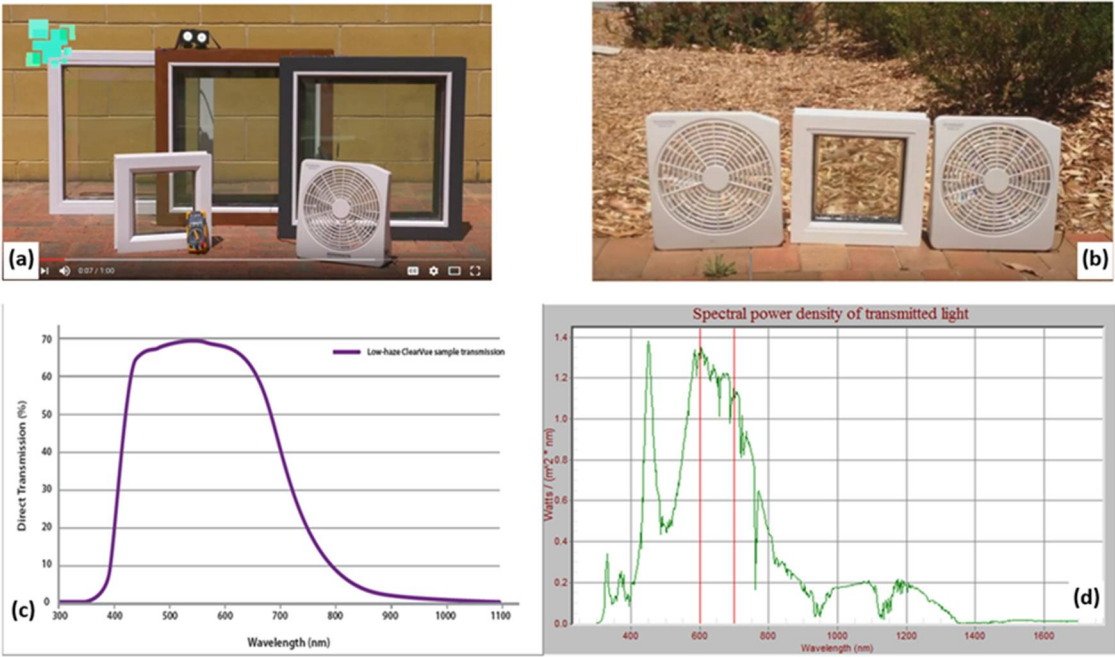 (a)
0:07 / 1:00
CC
(b)
70
60
50
40
30
20
10
0
300 400 500 600 700 800 900 1000 1100
Direct Transmission (%)
Wavelength (nm)
Low-haze ClearVue sample transmission
(c)
Spectral power density of transmitted light
1.4
1.2
1.0
0.8
0.6
0.4
0.2
0.0
400 600 800 1000 1200 1400 1600
Watts / (m^2 * nm)
Wavelength (nm)
(d)